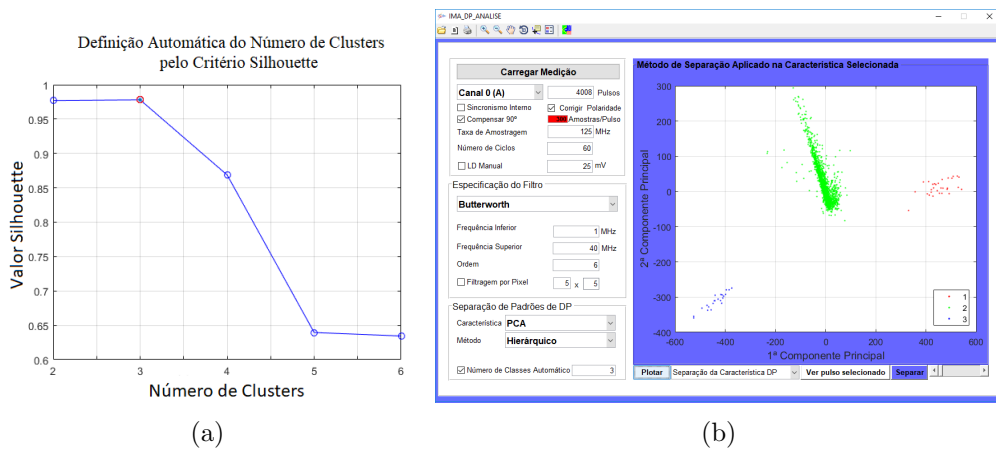 Definição Automática do Número de Clusters
pelo Critério Silhouette
Valor Silhouette
1
0.95
0.9
0.85
0.8
0.75
0.7
0.65
0.6
2
3
4
5
6
Número de Clusters
(a)
IMA_DP_ANALISE
Carregar Medição
Canal 0 (A)
4008 Pulsos
Sincronismo Interno
Corrigir Polaridade
Compensar 90º
Amostras/Pulso
Taxa de Amostragem
125 MHz
Número de Ciclos
60
LD Manual
25 mV
Especificação do Filtro
Butterworth
Frequência Inferior
1 MHz
Frequência Superior
40 MHz
Ordem
6
Filtragem por Pixel
5 x 5
Separação de Padrões de DP
Característica PCA
Método Hierárquico
Número de Classes Automático
3
Método de Separação Aplicado na Característica Selecionada
2ª Componente Principal
300
200
100
0
-100
-200
-300
-400
-600
-400
-200
0
200
400
600
1ª Componente Principal
1
2
3
Plotar
Separação da Característica DP
Ver pulso selecionado
Separar
(b)